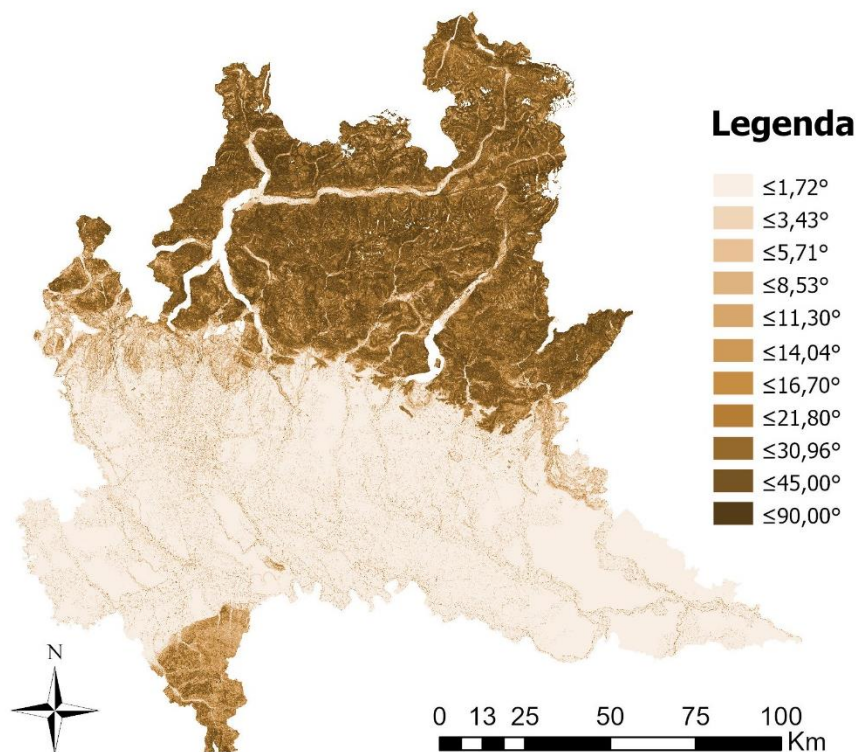 Legenda
≤1,72°
≤3,43°
≤5,71°
≤8,53°
≤11,30°
≤14,04°
≤16,70°
≤21,80°
≤30,96°
≤45,00°
≤90,00°
N
0 13 25 50 75 100
Km